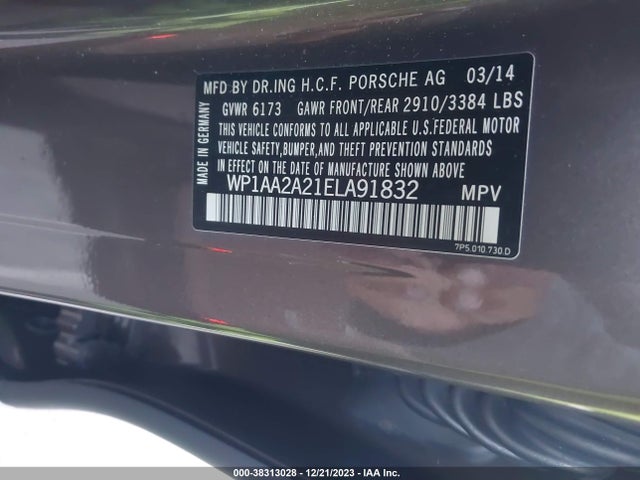 MFD BY DR.ING H.C.F. PORSCHE AG 03/14
GVWR 6173 GAWR FRONT/REAR 2910/3384 LBS
THIS VEHICLE CONFORMS TO ALL APPLICABLE U.S.FEDERAL MOTOR
VEHICLE SAFETY,BUMPER,AND THEFT PREVENTION STANDARDS
IN EFFECT ON THE DATE OF MANUFACTURE SHOWN ABOVE
WP1AA2A21ELA91832 MPV
MADE IN GERMANY
7P5.010.730.D
000-38313028 - 12/21/2023 - IAA Inc.